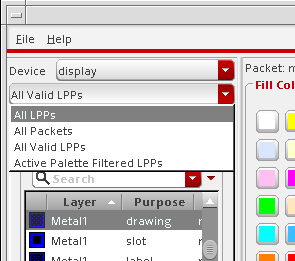 File Help
Device display
Packet: m
All Valid LPPs
Fill Col
All LPPs
All Packets
All Valid LPPs
Active Palette Filtered LPPs
Search
Layer Purpose
Metal1 drawing r
Metal1 slot r
Metal1 label r